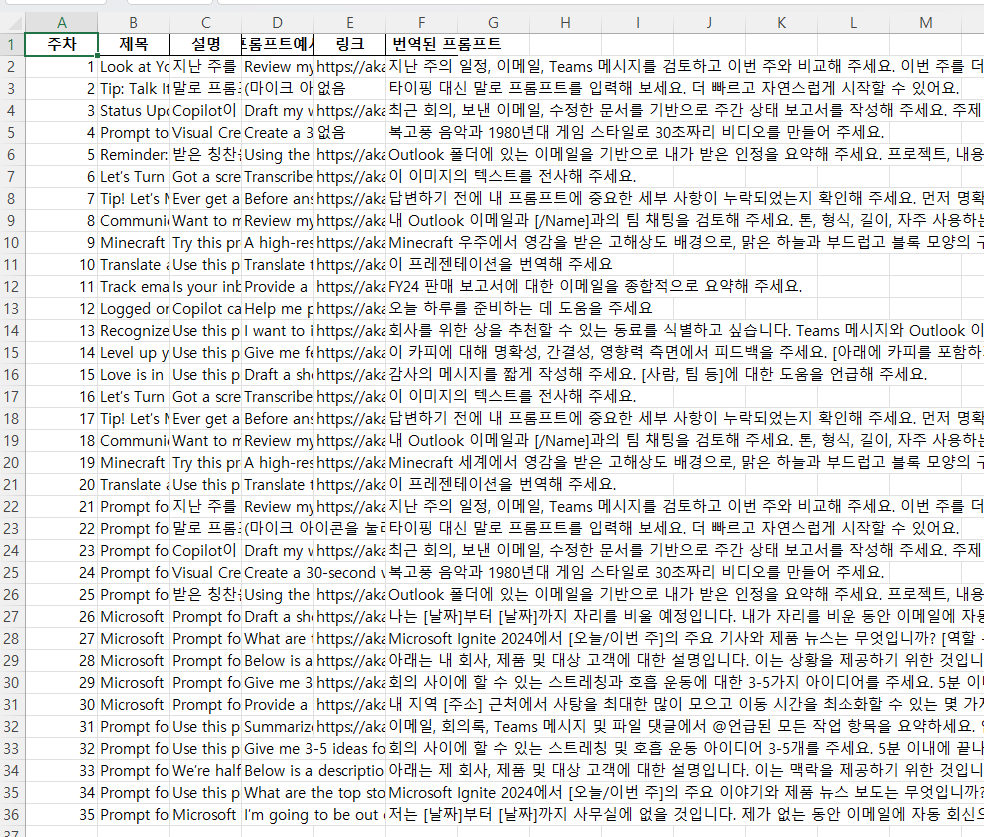 A B C D E F G H I J K L M
1 주차 제목 설명 프롬프트예시 링크 번역된 프롬프트
2 1 Look at Yo 지난 주를 Review my https://aka 지난 주의 일정, 이메일, Teams 메시지를 검토하고 이번 주와 비교해 주세요. 이번 주를 더
3 2 Tip: Talk It 말로 프롬프 (마이크 아 없음 타이핑 대신 말로 프롬프트를 입력해 보세요. 더 빠르고 자연스럽게 시작할 수 있어요.
4 3 Status Upd Copilot이 Draft my w https://aka 최근 회의, 보낸 이메일, 수정한 문서를 기반으로 주간 상태 보고서를 작성해 주세요. 주제
5 4 Prompt to Visual Cre Create a 3 없음 복고풍 음악과 1980년대 게임 스타일로 30초짜리 비디오를 만들어 주세요.
6 5 Reminder: 받은 칭찬을 Using the https://aka Outlook 폴더에 있는 이메일을 기반으로 내가 받은 인정을 요약해 주세요. 프로젝트, 내용
7 6 Let's Turn Got a scre Transcribe https://aka 이 이미지의 텍스트를 전사해 주세요.
8 7 Tip! Let's M Ever get a Before ans https://aka 답변하기 전에 내 프롬프트에 중요한 세부 사항이 누락되었는지 확인해 주세요. 먼저 명확
9 8 Communic Want to m Review my https://aka 내 Outlook 이메일과 [/Name]과의 팀 채팅을 검토해 주세요. 톤, 형식, 길이, 자주 사용하는
10 9 Minecraft Try this pr A high-res https://aka Minecraft 우주에서 영감을 받은 고해상도 배경으로, 맑은 하늘과 부드럽고 블록 모양의 구
11 10 Translate a Use this p Translate t https://aka 이 프레젠테이션을 번역해 주세요
12 11 Track ema Is your inb Provide a https://aka FY24 판매 보고서에 대한 이메일을 종합적으로 요약해 주세요.
13 12 Logged on Copilot ca Help me p https://aka 오늘 하루를 준비하는 데 도움을 주세요
14 13 Recognize Use this p I want to i https://aka 회사를 위한 상을 추천할 수 있는 동료를 식별하고 싶습니다. Teams 메시지와 Outlook 이
15 14 Level up y Use this p Give me fe https://aka 이 카피에 대해 명확성, 간결성, 영향력 측면에서 피드백을 주세요. [아래에 카피를 포함하
16 15 Love is in Use this p Draft a sho https://aka 감사의 메시지를 짧게 작성해 주세요. [사람, 팀 등]에 대한 도움을 언급해 주세요.
17 16 Let's Turn Got a scre Transcribe https://aka 이 이미지의 텍스트를 전사해 주세요.
18 17 Tip! Let's M Ever get a Before ans https://aka 답변하기 전에 내 프롬프트에 중요한 세부 사항이 누락되었는지 확인해 주세요. 먼저 명확
19 18 Communic Want to m Review my https://aka 내 Outlook 이메일과 [/Name]과의 팀 채팅을 검토해 주세요. 톤, 형식, 길이, 자주 사용하는
20 19 Minecraft Try this pr A high-res https://aka Minecraft 세계에서 영감을 받은 고해상도 배경으로, 맑은 하늘과 부드럽고 블록 모양의 구
21 20 Translate a Use this p Translate t https://aka 이 프레젠테이션을 번역해 주세요.
22 21 Prompt fo 지난 주를 Review my https://aka 지난 주의 일정, 이메일, Teams 메시지를 검토하고 이번 주와 비교해 주세요. 이번 주를 더
23 22 Prompt fo 말로 프롬프 (마이크 아이콘을 눌러 타이핑 대신 말로 프롬프트를 입력해 보세요. 더 빠르고 자연스럽게 시작할 수 있어요.
24 23 Prompt fo Copilot이 Draft my w https://aka 최근 회의, 보낸 이메일, 수정한 문서를 기반으로 주간 상태 보고서를 작성해 주세요. 주제
25 24 Prompt fo Visual Cre Create a 30-second v 복고풍 음악과 1980년대 게임 스타일로 30초짜리 비디오를 만들어 주세요.
26 25 Prompt fo 받은 칭찬을 Using the https://aka Outlook 폴더에 있는 이메일을 기반으로 내가 받은 인정을 요약해 주세요. 프로젝트, 내용
27 26 Microsoft Prompt fo Draft a sho https://aka 나는 [날짜]부터 [날짜]까지 자리를 비울 예정입니다. 내가 자리를 비운 동안 이메일에 자동
28 27 Microsoft Prompt fo What are t https://aka Microsoft Ignite 2024에서 [오늘/이번 주]의 주요 기사와 제품 뉴스는 무엇입니까? [역할
29 28 Microsoft Prompt fo Below is a https://aka 아래는 내 회사, 제품 및 대상 고객에 대한 설명입니다. 이는 상황을 제공하기 위한 것입니
30 29 Microsoft Prompt fo Give me 3 https://aka 회의 사이에 할 수 있는 스트레칭과 호흡 운동에 대한 3-5가지 아이디어를 주세요. 5분 이
31 30 Microsoft Prompt fo Provide a https://aka 내 지역 [주소] 근처에서 사탕을 최대한 많이 모으고 이동 시간을 최소화할 수 있는 몇 가
32 31 Prompt fo Use this p Summariz https://aka 이메일, 회의록, Teams 메시지 및 파일 댓글에서 @언급된 모든 작업 항목을 요약하세요.
33 32 Prompt fo Use this p Give me 3-5 ideas fo 회의 사이에 할 수 있는 스트레칭 및 호흡 운동 아이디어 3-5개를 주세요. 5분 이내에 끝나
34 33 Prompt fo We're half Below is a descriptio 아래는 제 회사, 제품 및 대상 고객에 대한 설명입니다. 이는 맥락을 제공하기 위한 것입니
35 34 Prompt fo Use this p What are the top sto Microsoft Ignite 2024에서 [오늘/이번 주]의 주요 이야기와 제품 뉴스 보도는 무엇입니까?
36 35 Prompt fo Microsoft I'm going to be out 저는 [날짜]부터 [날짜]까지 사무실에 없을 것입니다. 제가 없는 동안 이메일에 자동 회신으
37